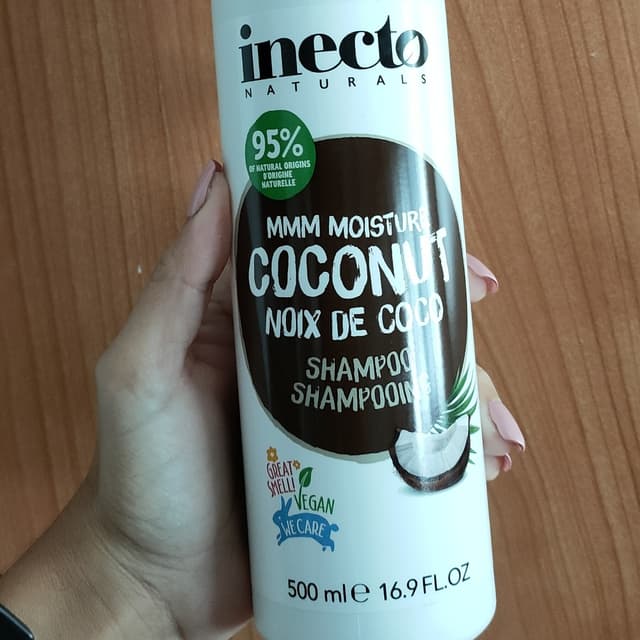 inecto
NATURALS
95%
OF NATURAL ORIGINS
D'ORIGINE
NATURELLE
MMM MOISTURE
COCONUT
NOIX DE COCO
SHAMPOO
SHAMPOOING
GREAT
SMELL!
VEGAN
WE CARE
500 ml e 16.9 FL.OZ